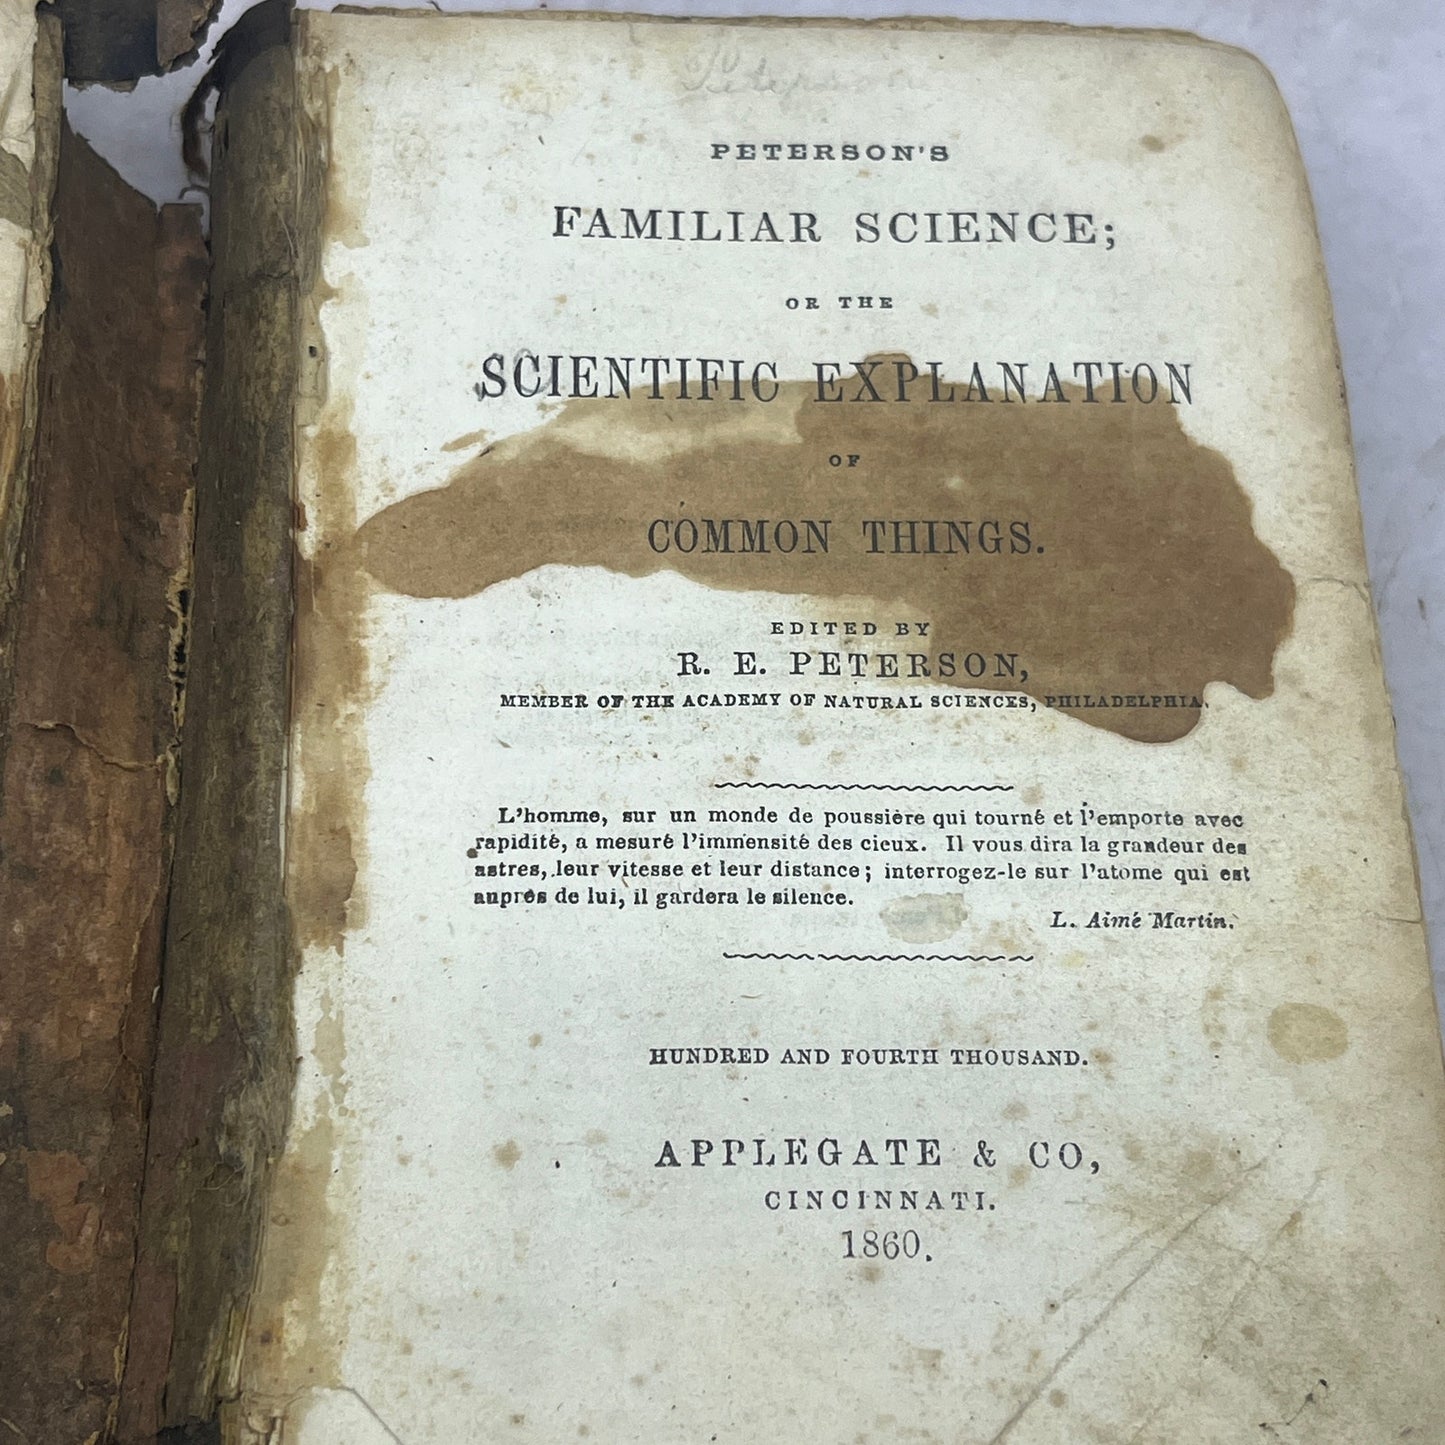 PETERSON'S
FAMILIAR SCIENCE;
OR THE
SCIENTIFIC EXPLANATION
OF
COMMON THINGS.
EDITED BY
R. E. PETERSON,
MEMBER OF THE ACADEMY OF NATURAL SCIENCES, PHILADELPHIA.
L'homme, sur un monde de poussière qui tourné et l'emporte avec
rapidité, a mesuré l'immensité des cieux. Il vous dira la grandeur des
astres, leur vitesse et leur distance; interrogez-le sur l'atome qui est
auprès de lui, il gardera le silence.
L. Aimé Martin.
HUNDRED AND FOURTH THOUSAND.
APPLEGATE & CO,
CINCINNATI.
1860.